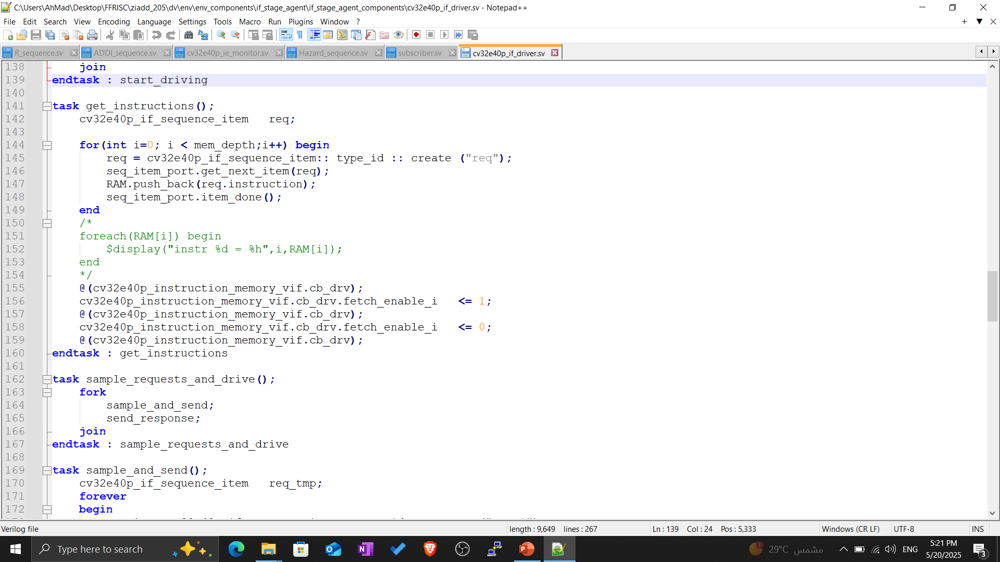 C:\Users\AhMad\Desktop\FFRISC\ziadd_205\dv\env\env_components\if_stage_agent\if_stage_agent_components\cv32e40p_if_driver.sv - Notepad++
File Edit Search View Encoding Language Settings Tools Macro Run Plugins Window ?
R_sequence.sv ADDI_sequence.sv cv32e40p_ie_monitor.sv Hazard_sequence.sv subscriber.sv cv32e40p_if_driver.sv
138 join
139 endtask : start_driving
140
141 task get_instructions();
142 cv32e40p_if_sequence_item req;
143
144 for(int i=0; i < mem_depth;i++) begin
145 req = cv32e40p_if_sequence_item:: type_id :: create ("req");
146 seq_item_port.get_next_item(req);
147 RAM.push_back(req.instruction);
148 seq_item_port.item_done();
149 end
150 /*
151 foreach(RAM[i]) begin
152 $display("instr %d = %h",i,RAM[i]);
153 end
154 */
155 @(cv32e40p_instruction_memory_vif.cb_drv);
156 cv32e40p_instruction_memory_vif.cb_drv.fetch_enable_i <= 1;
157 @(cv32e40p_instruction_memory_vif.cb_drv);
158 cv32e40p_instruction_memory_vif.cb_drv.fetch_enable_i <= 0;
159 @(cv32e40p_instruction_memory_vif.cb_drv);
160 endtask : get_instructions
161
162 task sample_requests_and_drive();
163 fork
164 sample_and_send;
165 send_response;
166 join
167 endtask : sample_requests_and_drive
168
169 task sample_and_send();
170 cv32e40p_if_sequence_item req_tmp;
171 forever
172 begin
Verilog file length : 9,649 lines : 267 Ln : 139 Col : 24 Pos : 5,333 Windows (CR LF) UTF-8 INS
Type here to search 29°C مشمس ENG 5:21 PM
5/20/2025 3